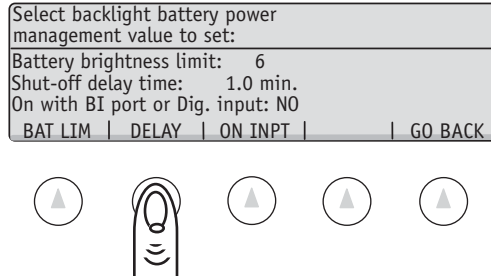 Select backlight battery power
management value to set:
Battery brightness limit: 6
Shut-off delay time: 1.0 min.
On with BI port or Dig. input: NO
BAT LIM | DELAY | ON INPT | | GO BACK